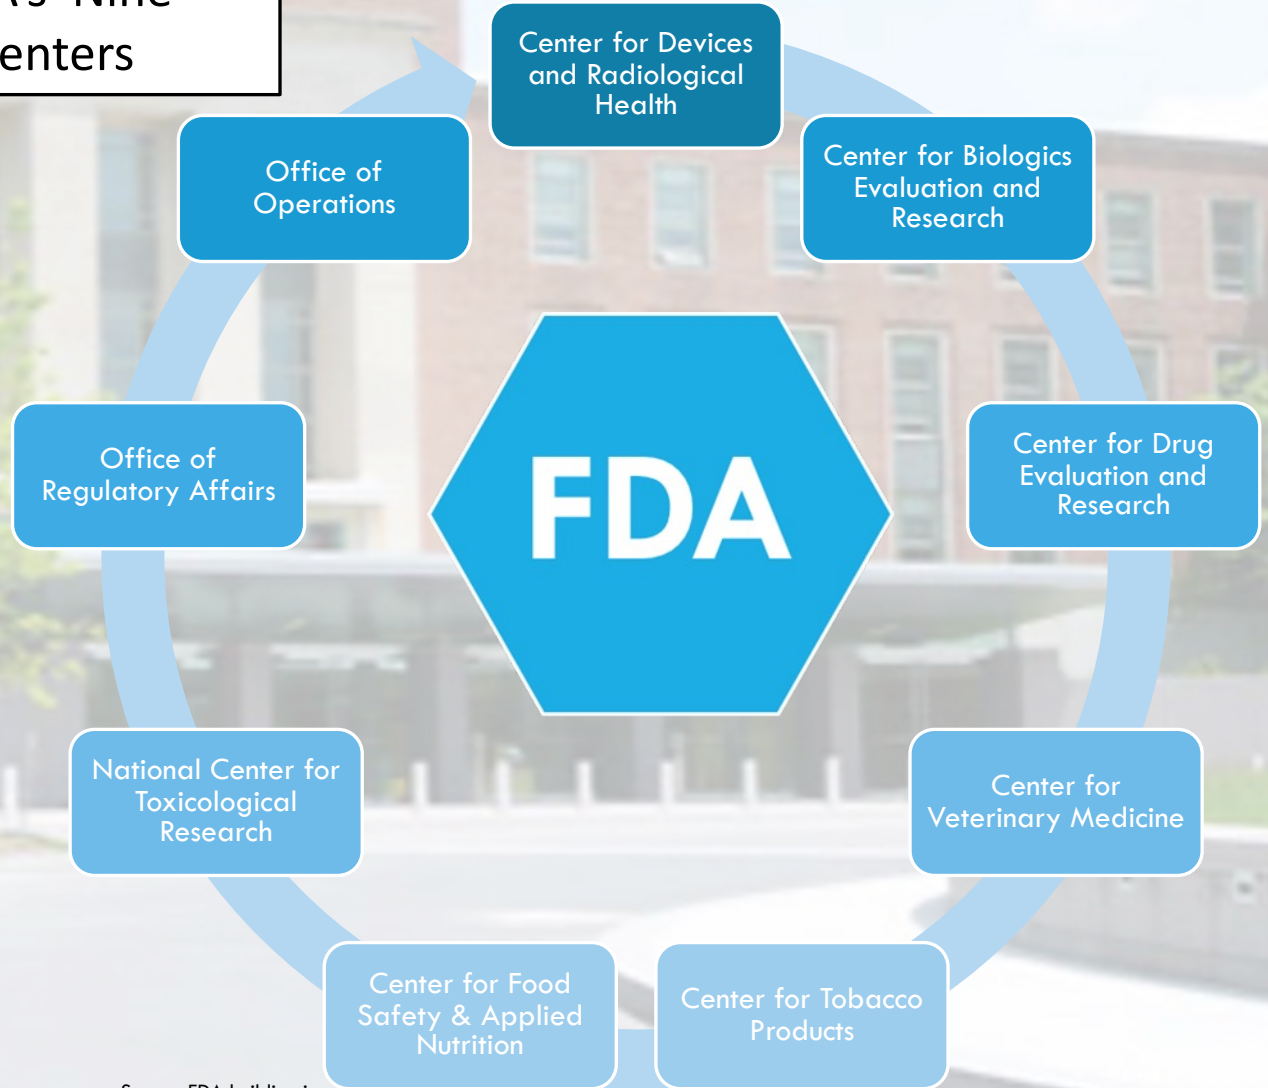 A's Nine
enters
Center for Devices
and Radiological
Health
Center for Biologics
Evaluation and
Research
Center for Drug
Evaluation and
Research
Center for
Veterinary Medicine
Center for Tobacco
Products
Center for Food
Safety & Applied
Nutrition
National Center for
Toxicological
Research
Office of
Regulatory Affairs
Office of
Operations
FDA